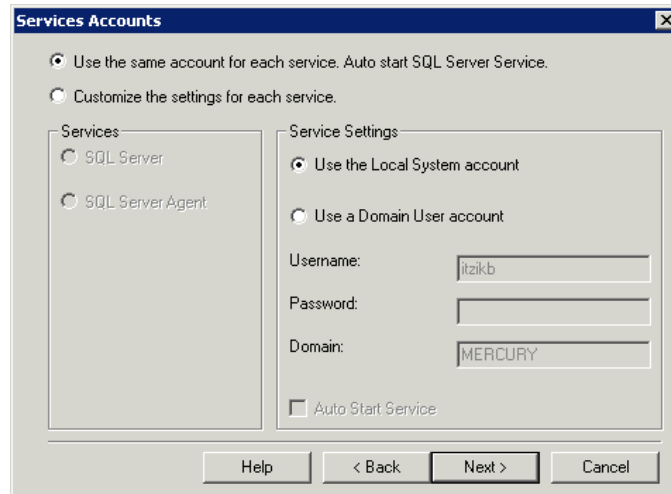 Services Accounts
Use the same account for each service. Auto start SQL Server Service.
Customize the settings for each service.
Services
SQL Server
SQL Server Agent
Service Settings
Use the Local System account
Use a Domain User account
Username:
itzikb
Password:
Domain:
MERCURY
Auto Start Service
Help
< Back
Next >
Cancel